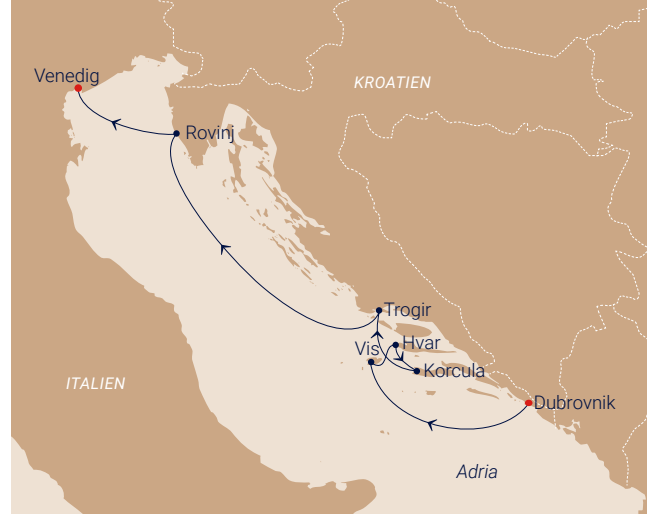 Venedig
KROATIEN
Rovinj
Trogir
Hvar
Vis
Korcula
ITALIEN
Dubrovnik
Adria